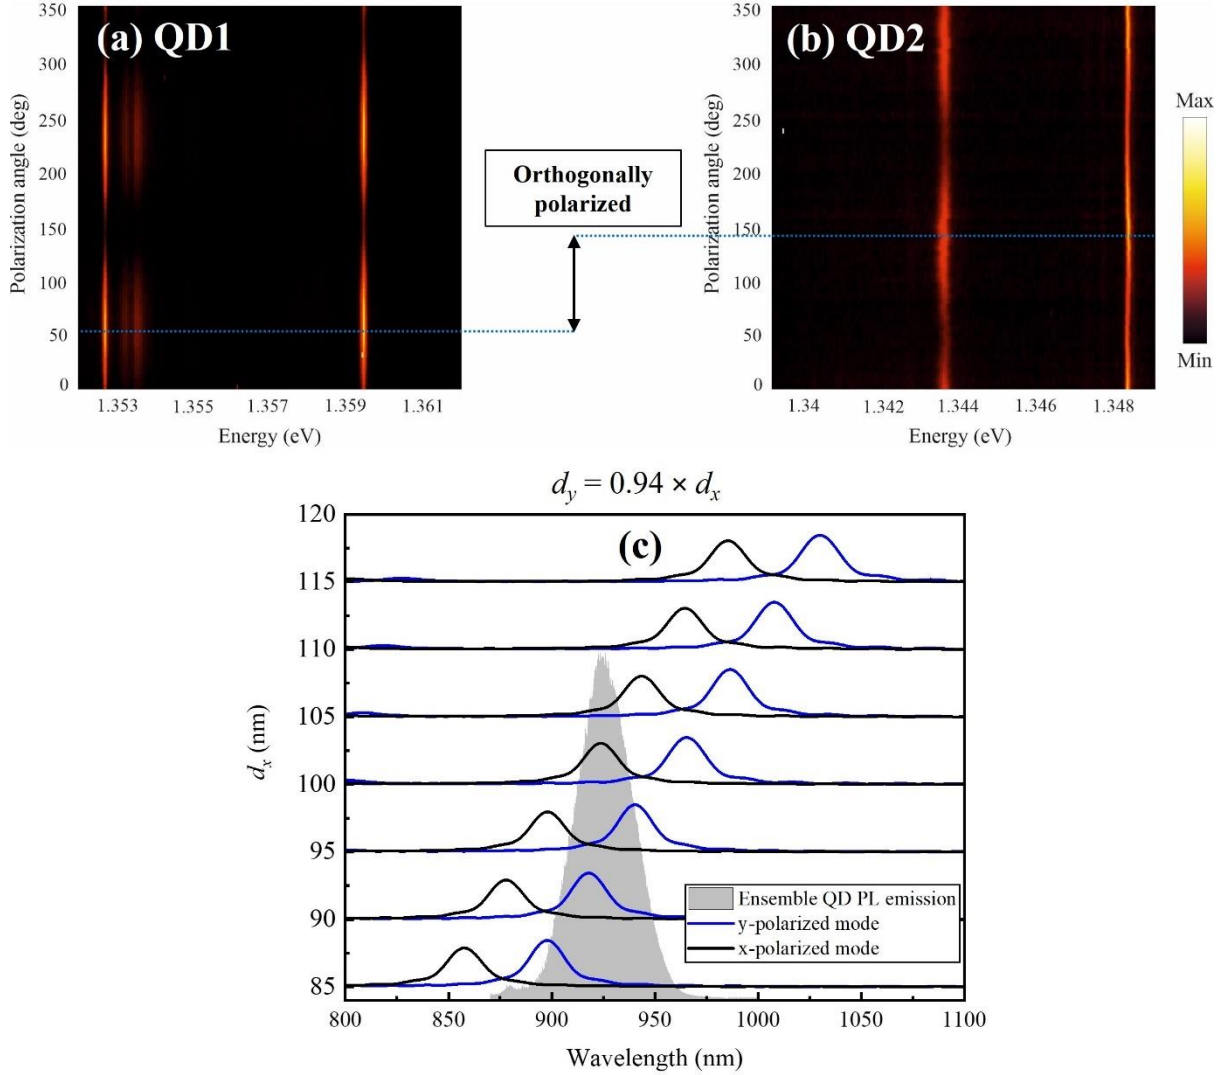 (a) QD1
350
300
250
200
150
100
50
0
Polarization angle (deg)
1.353 1.355 1.357 1.359 1.361
Energy (eV)
Orthogonally
polarized
(b) QD2
350
300
250
200
150
100
50
0
Polarization angle (deg)
1.34 1.342 1.344 1.346 1.348
Energy (eV)
Max
Min
dy = 0.94 × dx
(c)
120
115
110
105
100
95
90
85
dx (nm)
Ensemble QD PL emission
y-polarized mode
x-polarized mode
800 850 900 950 1000 1050 1100
Wavelength (nm)